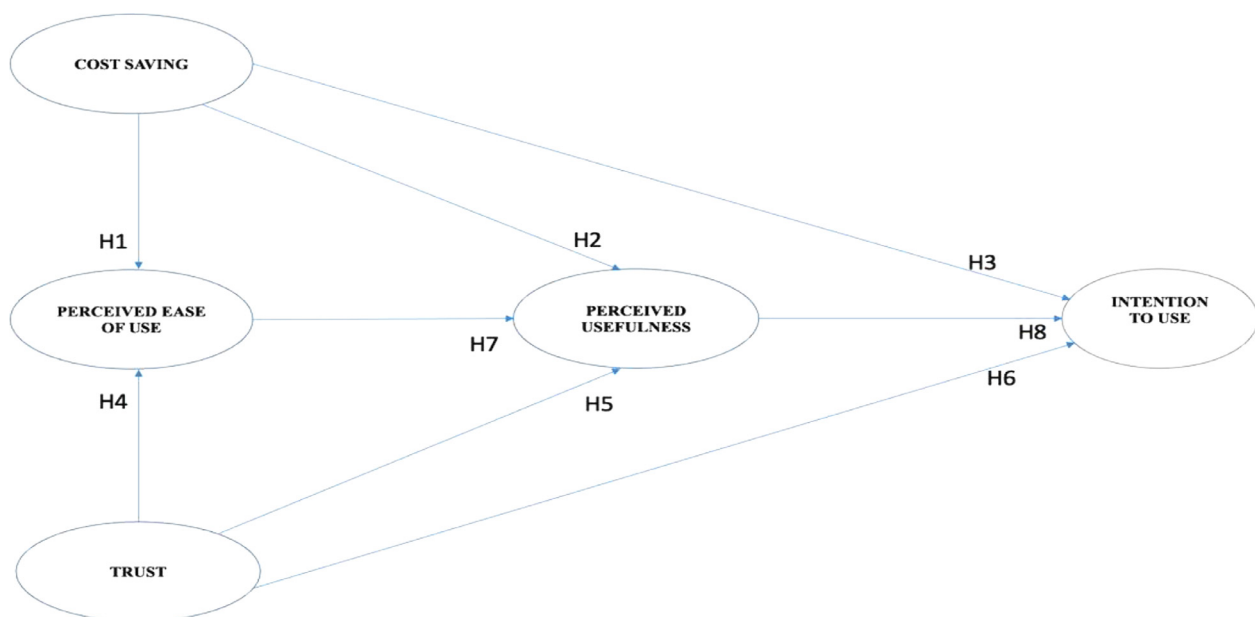 COST SAVING
H1
H2
H3
PERCEIVED EASE
OF USE
PERCEIVED
USEFULNESS
INTENTION
TO USE
H7
H8
H4
H5
H6
TRUST